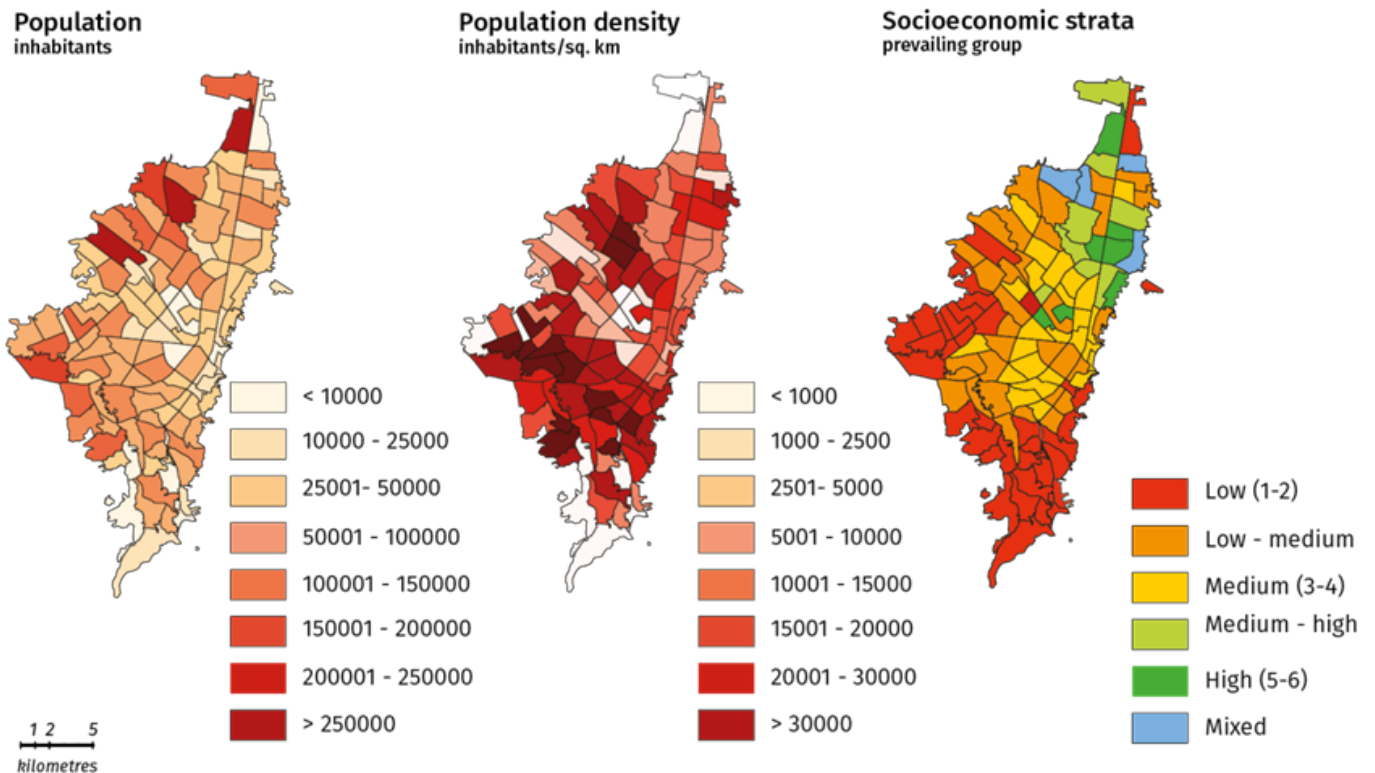 Population
inhabitants
< 10000
10000 - 25000
25001- 50000
50001 - 100000
100001 - 150000
150001 - 200000
200001 - 250000
> 250000
1 2 5
kilometres
Population density
inhabitants/sq. km
< 1000
1000 - 2500
2501- 5000
5001 - 10000
10001 - 15000
15001 - 20000
20001 - 30000
> 30000
Socioeconomic strata
prevailing group
Low (1-2)
Low - medium
Medium (3-4)
Medium - high
High (5-6)
Mixed